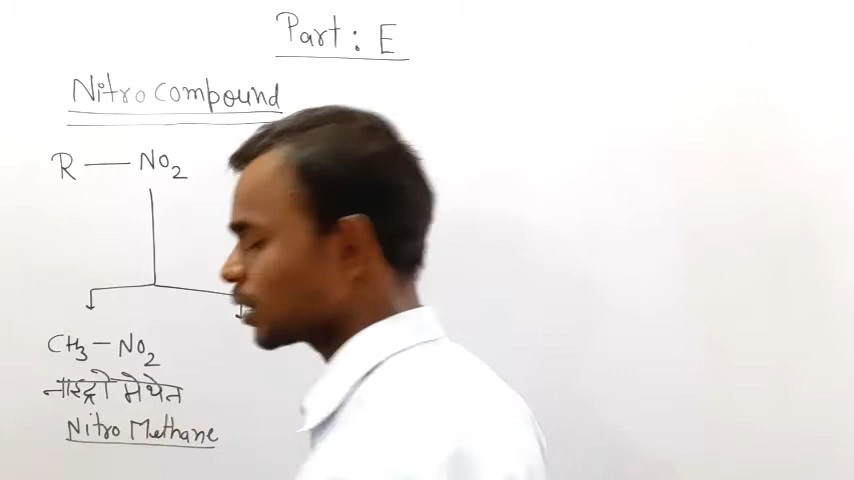 Part : E
Nitro compound
R — NO2
CH3 – NO2
नाइट्रो मेथेन
Nitro Methane